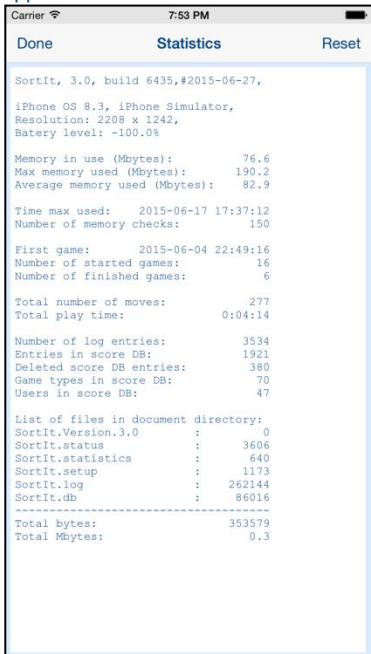 Carrier 7:53 PM
Done Statistics Reset
SortIt, 3.0, build 6435,#2015-06-27,
iPhone OS 8.3, iPhone Simulator,
Resolution: 2208 x 1242,
Batery level: -100.0%
Memory in use (Mbytes): 76.6
Max memory used (Mbytes): 190.2
Average memory used (Mbytes): 82.9
Time max used: 2015-06-17 17:37:12
Number of memory checks: 150
First game: 2015-06-04 22:49:16
Number of started games: 16
Number of finished games: 6
Total number of moves: 277
Total play time: 0:04:14
Number of log entries: 3534
Entries in score DB: 1921
Deleted score DB entries: 380
Game types in score DB: 70
Users in score DB: 47
List of files in document directory:
SortIt.Version.3.0 : 0
SortIt.status : 3606
SortIt.statistics : 640
SortIt.setup : 1173
SortIt.log : 262144
SortIt.db : 86016
------------------------------------
Total bytes: 353579
Total Mbytes: 0.3